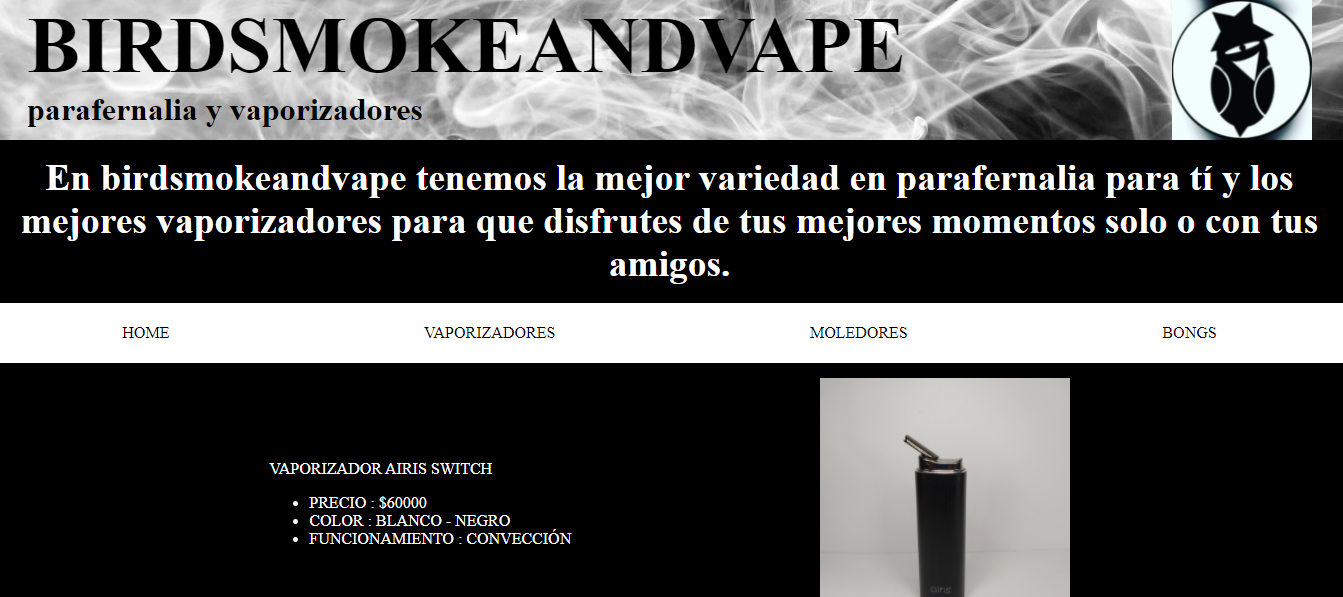 BIRDSMOKEANDVAPE
parafernalia y vaporizadores
En birdsmokeandvape tenemos la mejor variedad en parafernalia para tí y los
mejores vaporizadores para que disfrutes de tus mejores momentos solo o con tus
amigos.
HOME VAPORIZADORES MOLEDORES BONGS
VAPORIZADOR AIRIS SWITCH
PRECIO : $60000
COLOR : BLANCO - NEGRO
FUNCIONAMIENTO : CONVECCIÓN
airis